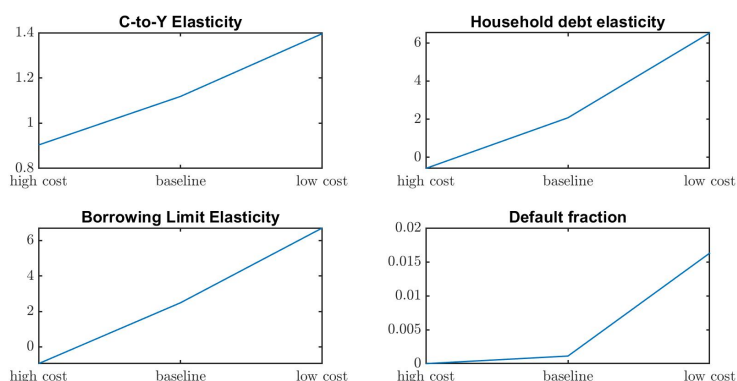 C-to-Y Elasticity
1.4
1.2
1
0.8
high cost baseline low cost
Household debt elasticity
6
4
2
0
high cost baseline low cost
Borrowing Limit Elasticity
6
4
2
0
high cost baseline low cost
Default fraction
0.02
0.015
0.01
0.005
0
high cost baseline low cost